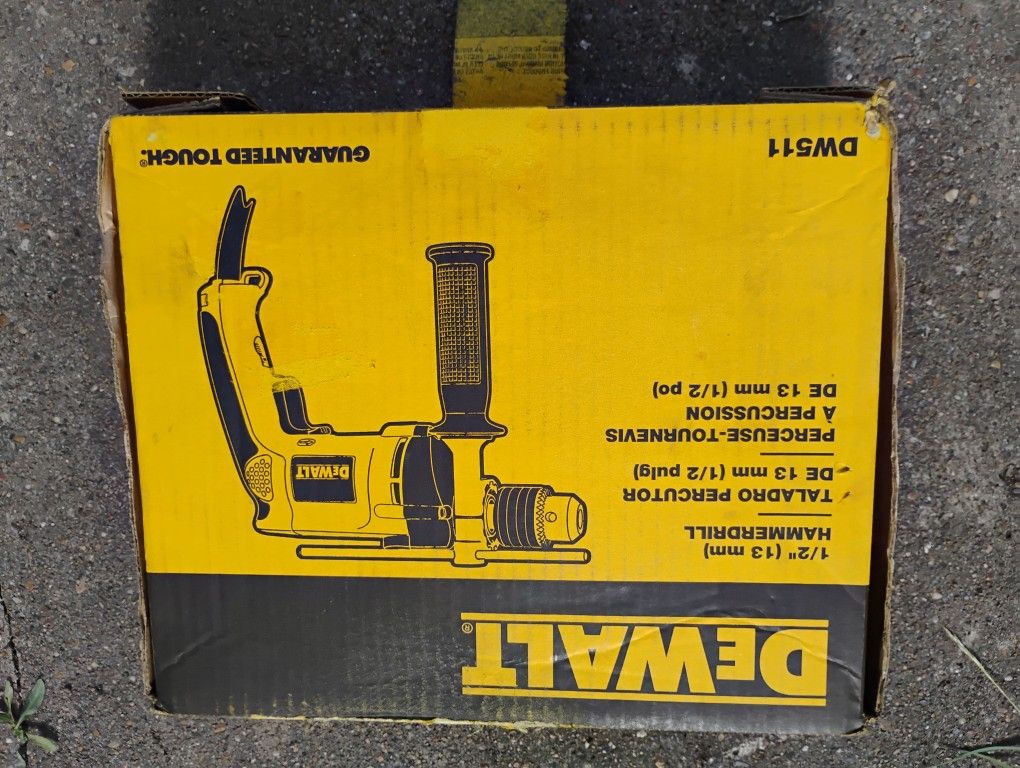 DEWALT®
1/2" (13 mm)
HAMMERDRILL
TALADRO PERCUTOR
DE 13 mm (1/2 pulg)
PERCEUSE-TOURNEVIS
À PERCUSSION
DE 13 mm (1/2 po)
DEWALT
DW511
GUARANTEED TOUGH.®